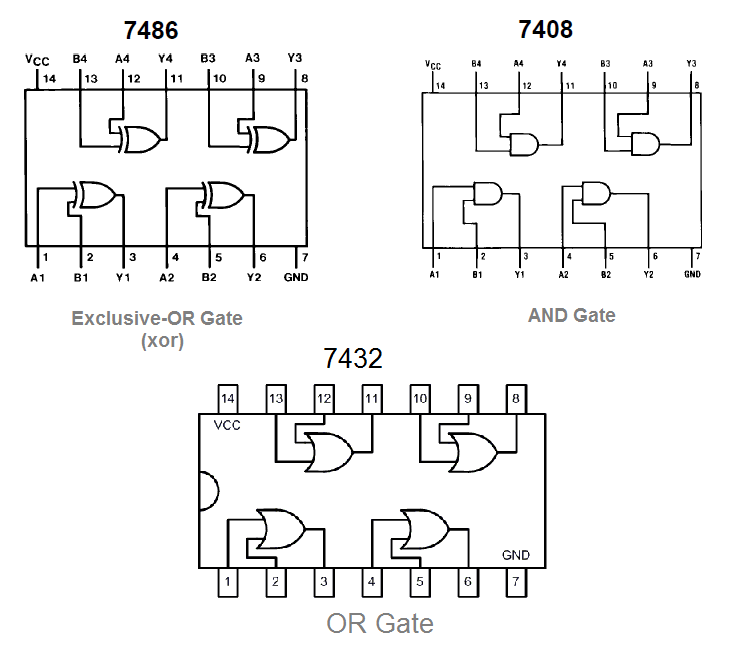 7486
VCC B4 A4 Y4 B3 A3 Y3
14 13 12 11 10 9 8
1 2 3 4 5 6 7
A1 B1 Y1 A2 B2 Y2 GND
Exclusive-OR Gate
(xor)
7408
VCC B4 A4 Y4 B3 A3 Y3
14 13 12 11 10 9 8
1 2 3 4 5 6 7
A1 B1 Y1 A2 B2 Y2 GND
AND Gate
7432
14 13 12 11 10 9 8
VCC
GND
1 2 3 4 5 6 7
OR Gate